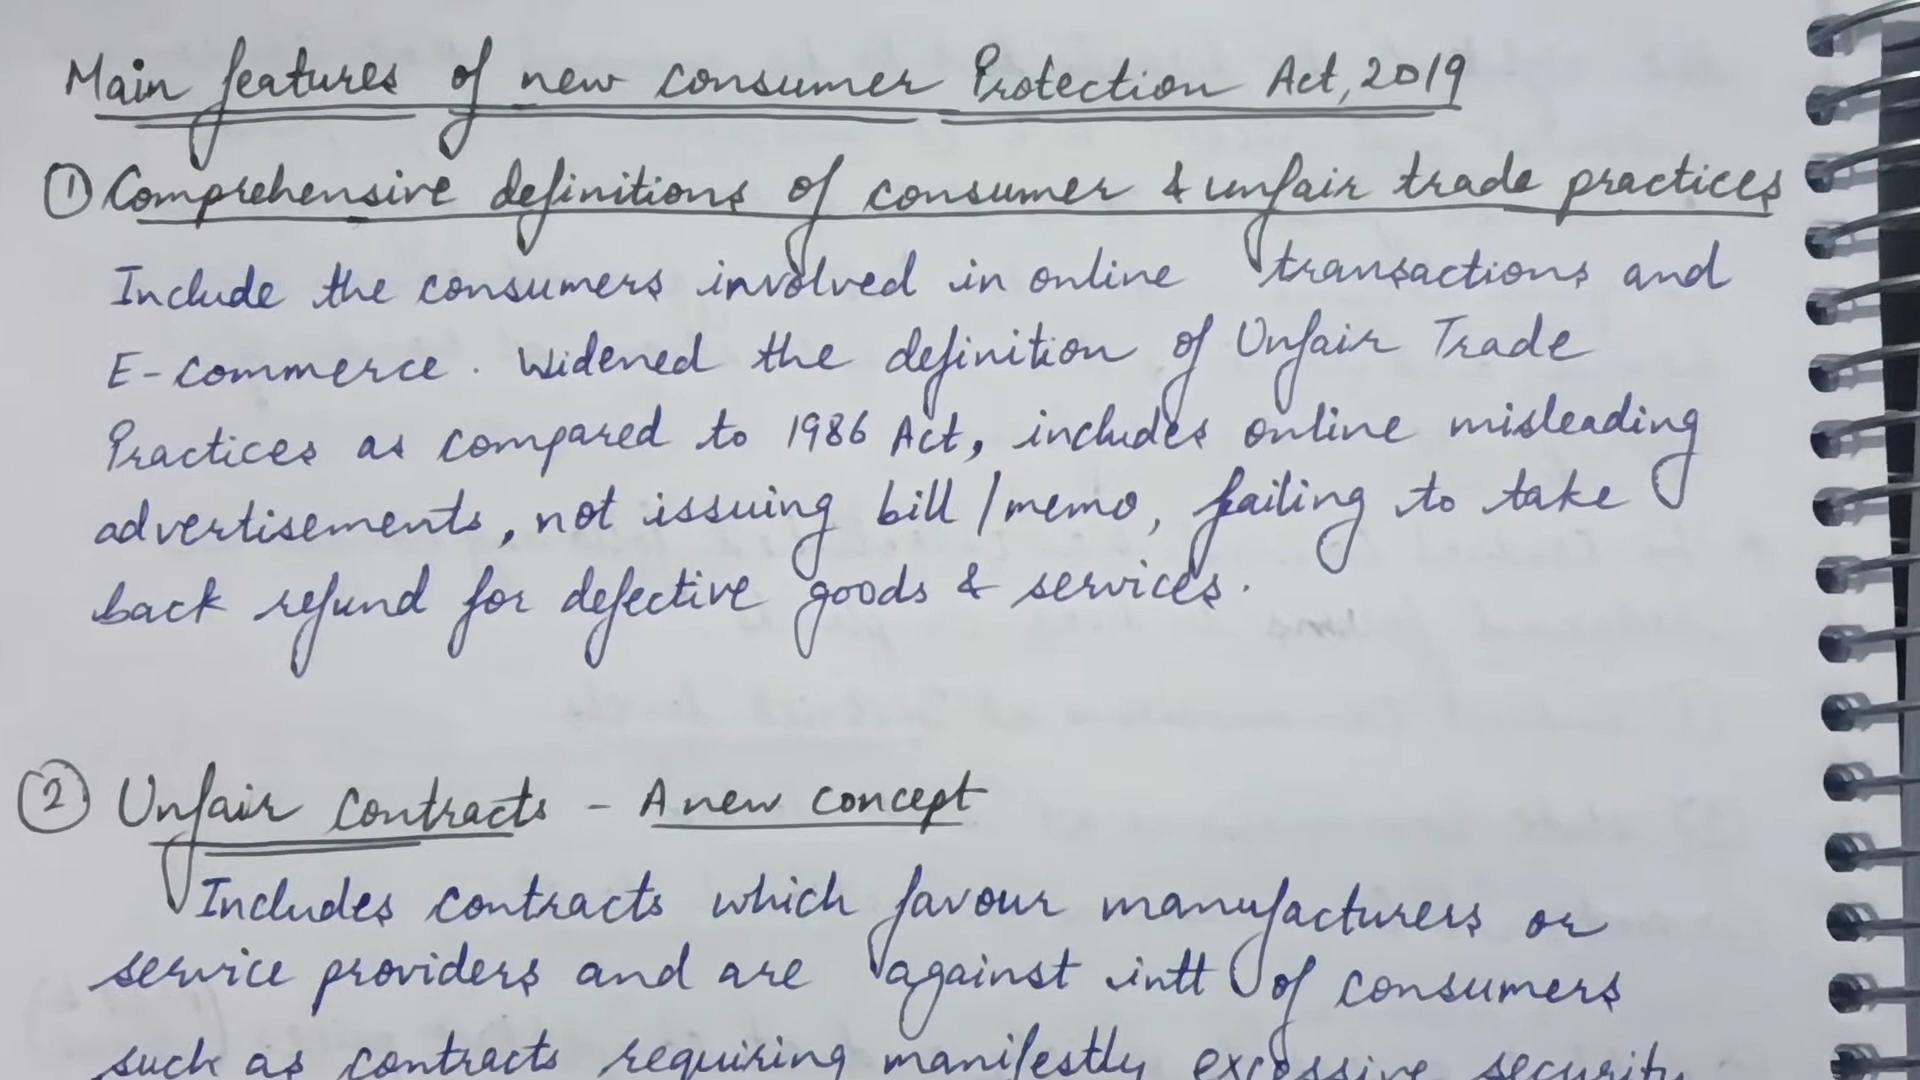 Main features of new consumer Protection Act, 2019
① Comprehensive definitions of consumer & unfair trade practices
Include the consumers involved in online transactions and
E-commerce. Widened the definition of Unfair Trade
Practices as compared to 1986 Act, includes online misleading
advertisements, not issuing bill/memo, failing to take
back refund for defective goods & services.
② Unfair Contracts - A new concept
Includes contracts which favour manufacturers or
service providers and are against intt of consumers
such as contracts requiring manifestly excessive security